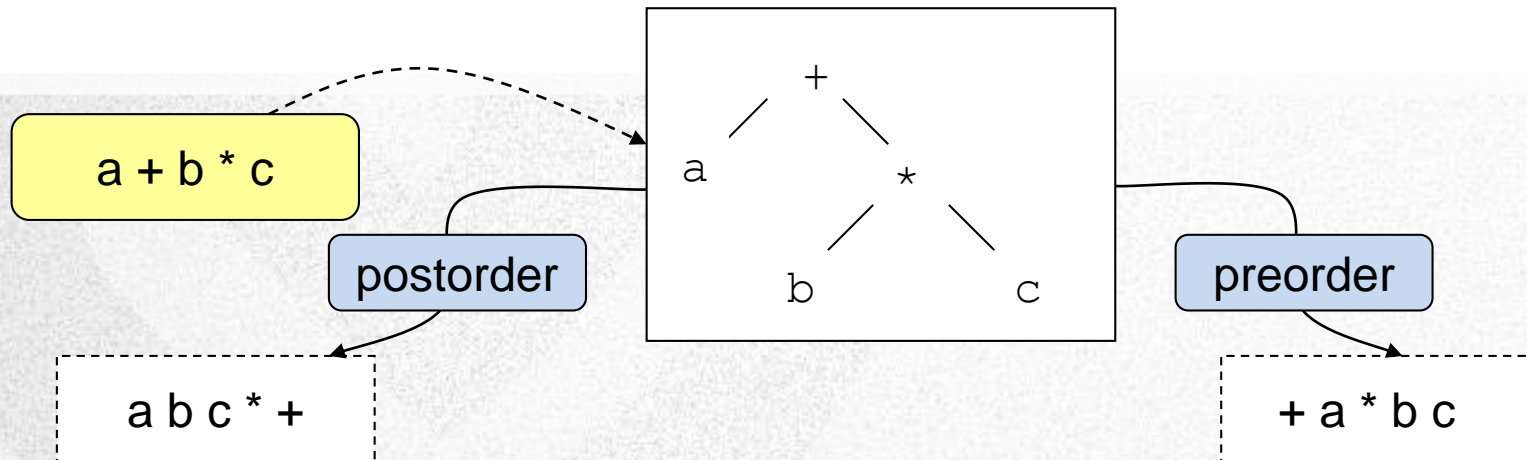 +
a + b * c
a
*
postorder
preorder
b
c
a b c * +
+ a * b c